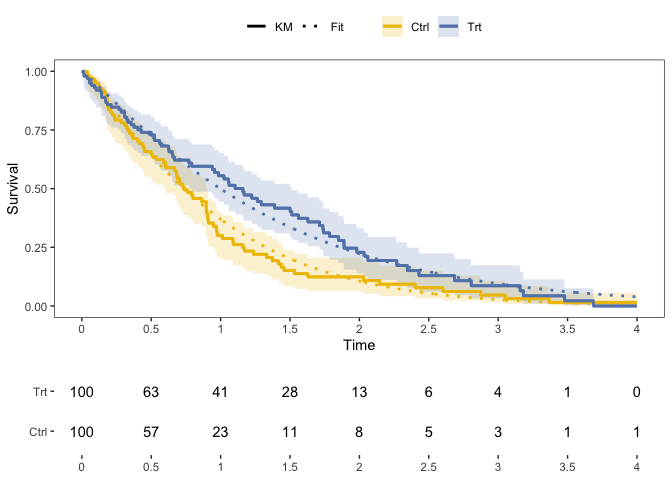 KM Fit Ctrl Trt
1.00
0.75
0.50
0.25
0.00
Survival
0 0.5 1 1.5 2 2.5 3 3.5 4
Time
Trt 100 63 41 28 13 6 4 1 0
Ctrl 100 57 23 11 8 5 3 1 1
0 0.5 1 1.5 2 2.5 3 3.5 4